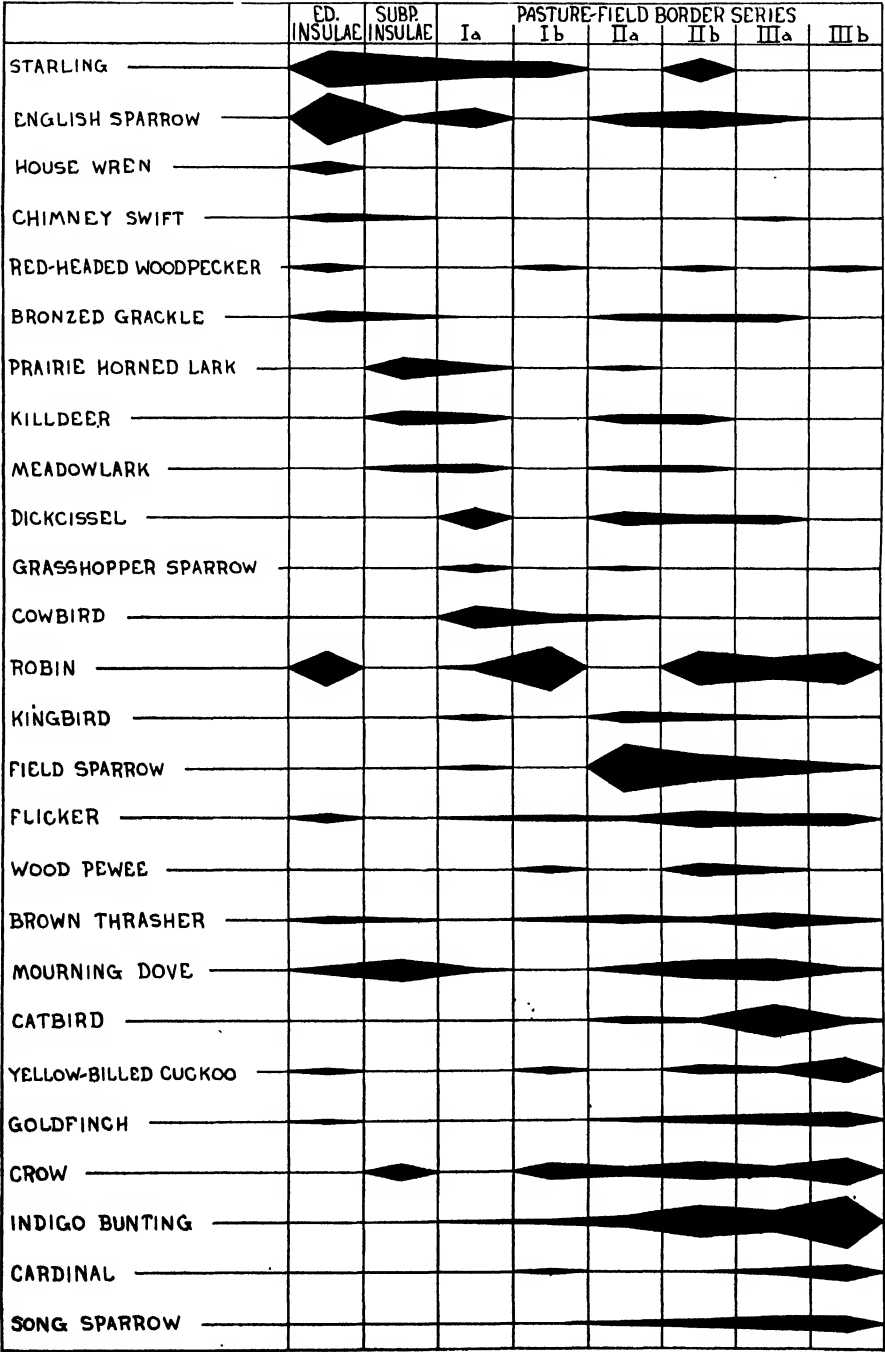 ED. SUBP. PASTURE-FIELD BORDER SERIES
INSULAE INSULAE Ia Ib IIa IIb IIIa IIIb
STARLING
ENGLISH SPARROW
HOUSE WREN
CHIMNEY SWIFT
RED-HEADED WOODPECKER
BRONZED GRACKLE
PRAIRIE HORNED LARK
KILLDEER
MEADOWLARK
DICKCISSEL
GRASSHOPPER SPARROW
COWBIRD
ROBIN
KINGBIRD
FIELD SPARROW
FLICKER
WOOD PEWEE
BROWN THRASHER
MOURNING DOVE
CATBIRD
YELLOW-BILLED CUCKOO
GOLDFINCH
CROW
INDIGO BUNTING
CARDINAL
SONG SPARROW